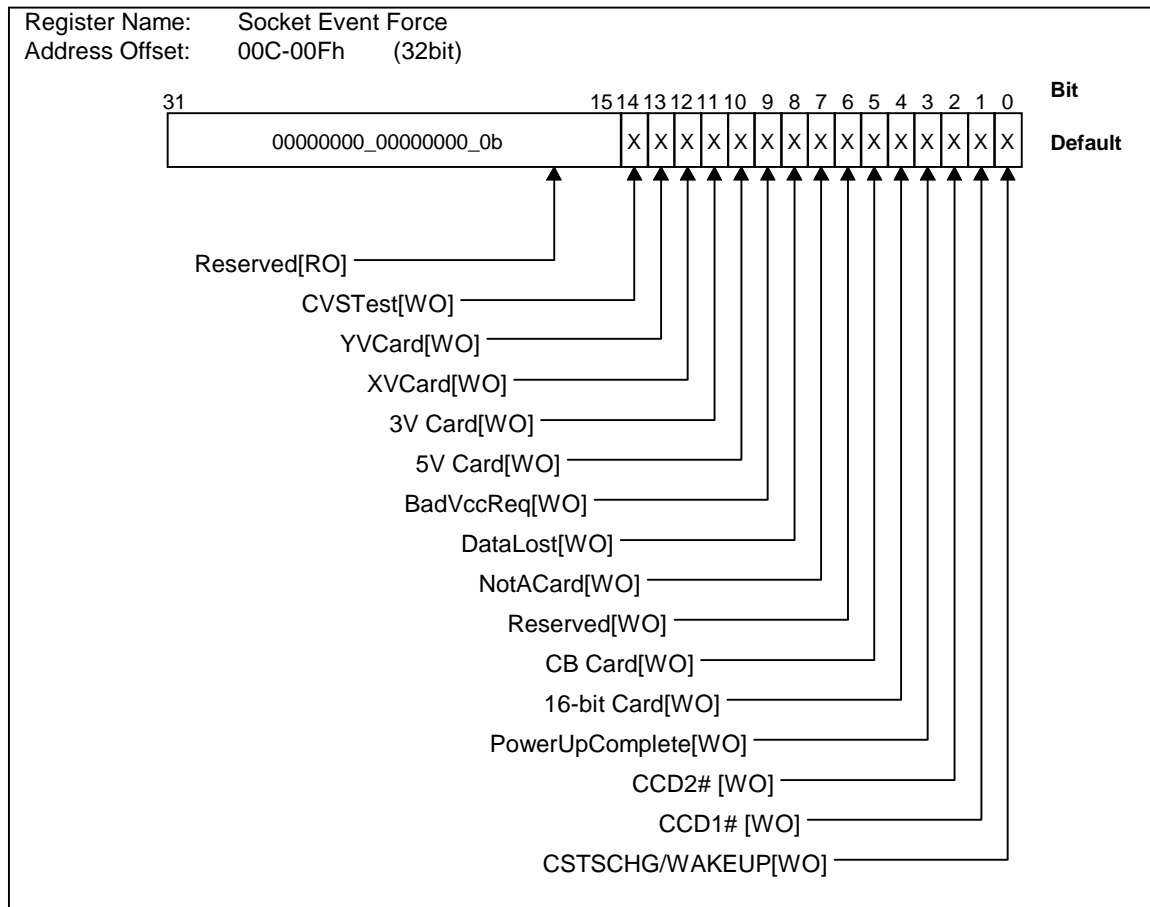 Register Name: Socket Event Force
Address Offset: 00C-00Fh (32bit)
Bit
31 15 14 13 12 11 10 9 8 7 6 5 4 3 2 1 0
00000000_00000000_0b X X X X X X X X X X X X X X X Default
Reserved[RO]
CVSTest[WO]
YVCard[WO]
XVCard[WO]
3V Card[WO]
5V Card[WO]
BadVccReq[WO]
DataLost[WO]
NotACard[WO]
Reserved[WO]
CB Card[WO]
16-bit Card[WO]
PowerUpComplete[WO]
CCD2# [WO]
CCD1# [WO]
CSTSCHG/WAKEUP[WO]